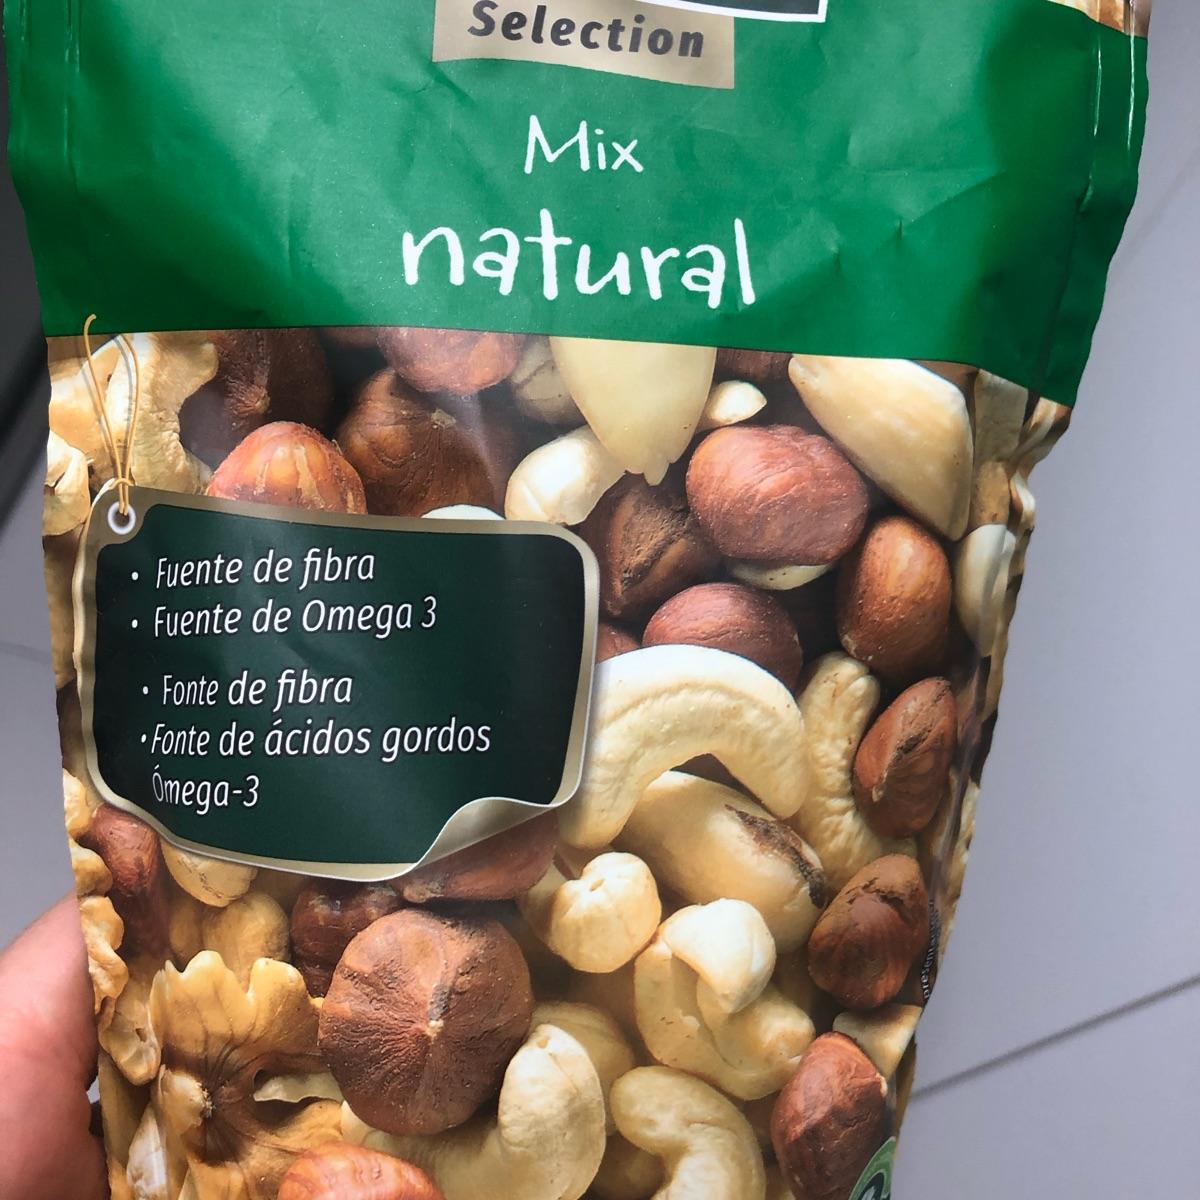 Selection
Mix
natural
• Fuente de fibra
• Fuente de Omega 3
• Fonte de fibra
• Fonte de ácidos gordos
Ómega-3